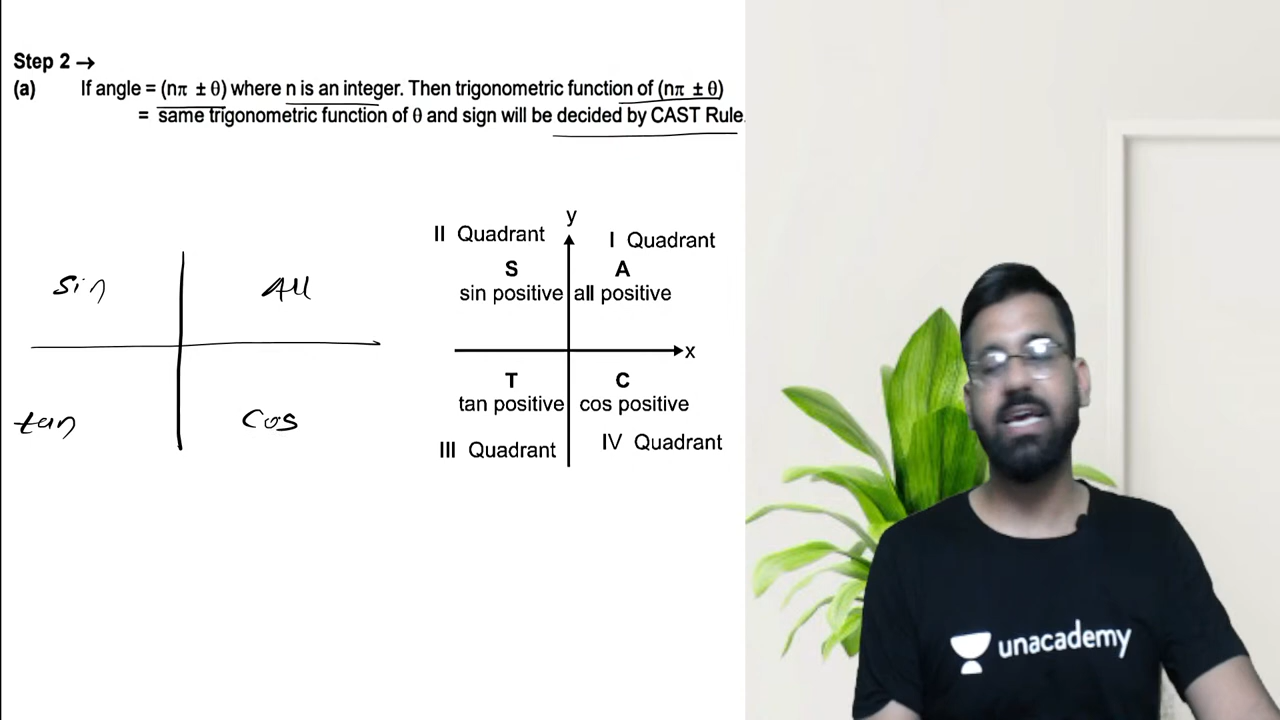 Step 2 →
(a) If angle = (nπ ± θ) where n is an integer. Then trigonometric function of (nπ ± θ)
= same trigonometric function of θ and sign will be decided by CAST Rule.
sin All
tan Cos
y
II Quadrant I Quadrant
S A
sin positive all positive
x
T C
tan positive cos positive
III Quadrant IV Quadrant
unacademy